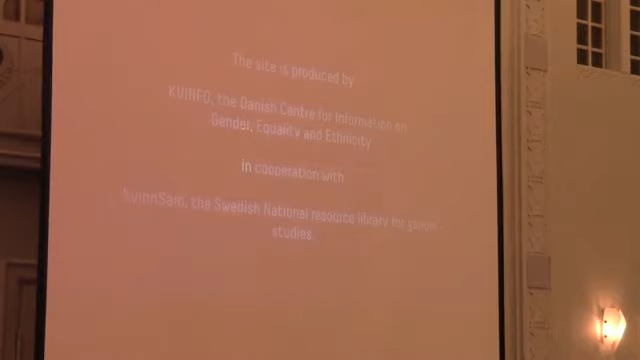 The site is produced by
KVINFO, the Danish Centre for Information on
Gender, Equality and Ethnicity
in cooperation with
KvinnSam, the Swedish National resource library for gender
studies.